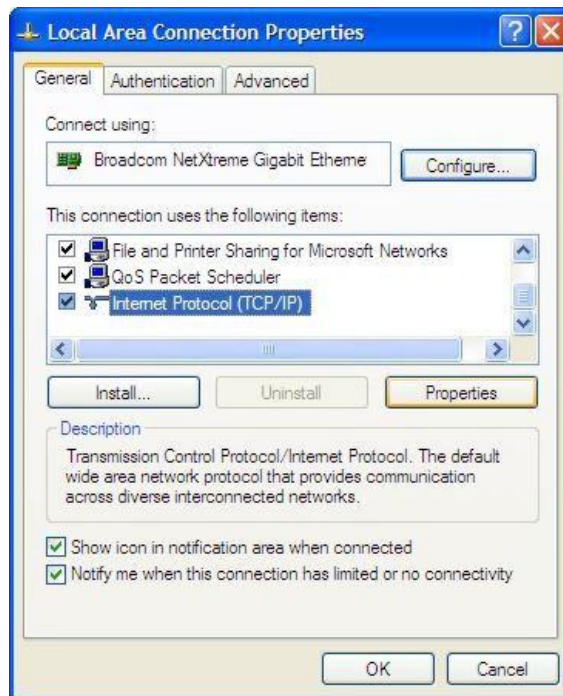 Local Area Connection Properties
General Authentication Advanced
Connect using:
Broadcom NetXtreme Gigabit Etherne
Configure...
This connection uses the following items:
File and Printer Sharing for Microsoft Networks
QoS Packet Scheduler
Internet Protocol (TCP/IP)
Install... Uninstall Properties
Description
Transmission Control Protocol/Internet Protocol. The default
wide area network protocol that provides communication
across diverse interconnected networks.
Show icon in notification area when connected
Notify me when this connection has limited or no connectivity
OK Cancel